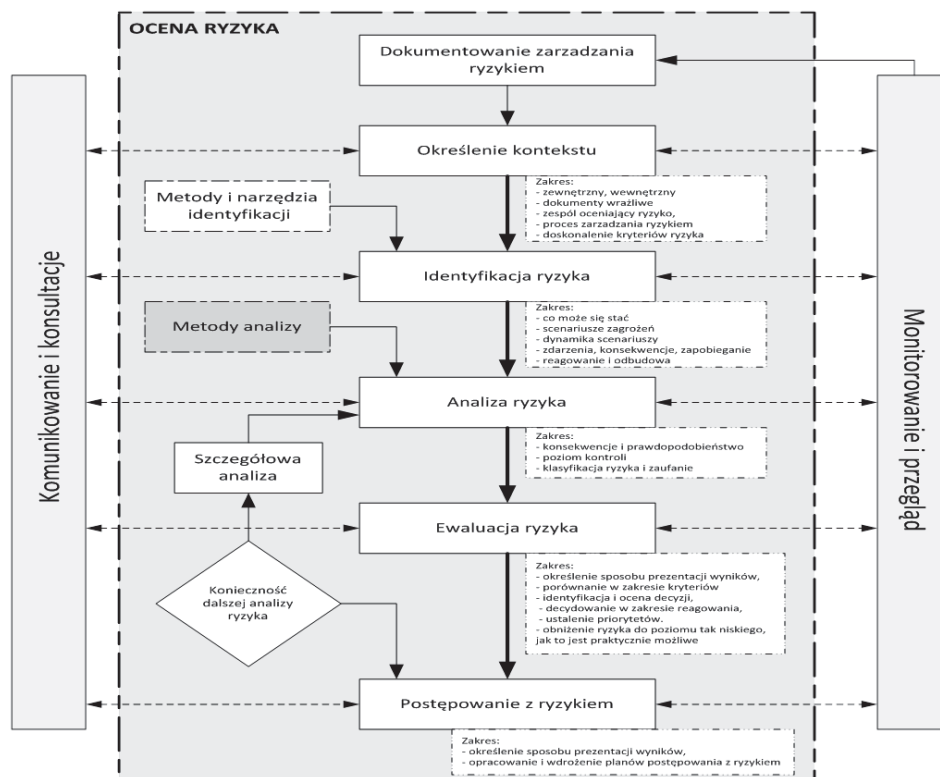 OCENA RYZYKA
Dokumentowanie zarzadzania
ryzykiem
Komunikowanie i konsultacje
Monitorowanie i przegląd
Określenie kontekstu
Zakres:
- zewnętrzny, wewnętrzny
- dokumenty wrażliwe
- zespól oceniający ryzyko,
- proces zarzadzania ryzykiem
- doskonalenie kryteriów ryzyka
Metody i narzędzia
identyfikacji
Identyfikacja ryzyka
Zakres:
- co może się stać
- scenariusze zagrożeń
- dynamika scenariuszy
- zdarzenia, konsekwencje, zapobieganie
- reagowanie i odbudowa
Metody analizy
Analiza ryzyka
Zakres:
- konsekwencje i prawdopodobieństwo
- poziom kontroli
- klasyfikacja ryzyka i zaufanie
Szczegółowa
analiza
Ewaluacja ryzyka
Zakres:
- określenie sposobu prezentacji wyników,
- porównanie w zakresie kryteriów
- identyfikacja i ocena decyzji,
- decydowanie w zakresie reagowania,
- ustalenie priorytetów.
- obniżenie ryzyka do poziomu tak niskiego,
jak to jest praktycznie możliwe
Konieczność
dalszej analizy
ryzyka
Postępowanie z ryzykiem
Zakres:
- określenie sposobu prezentacji wyników,
- opracowanie i wdrożenie planów postępowania z ryzykiem